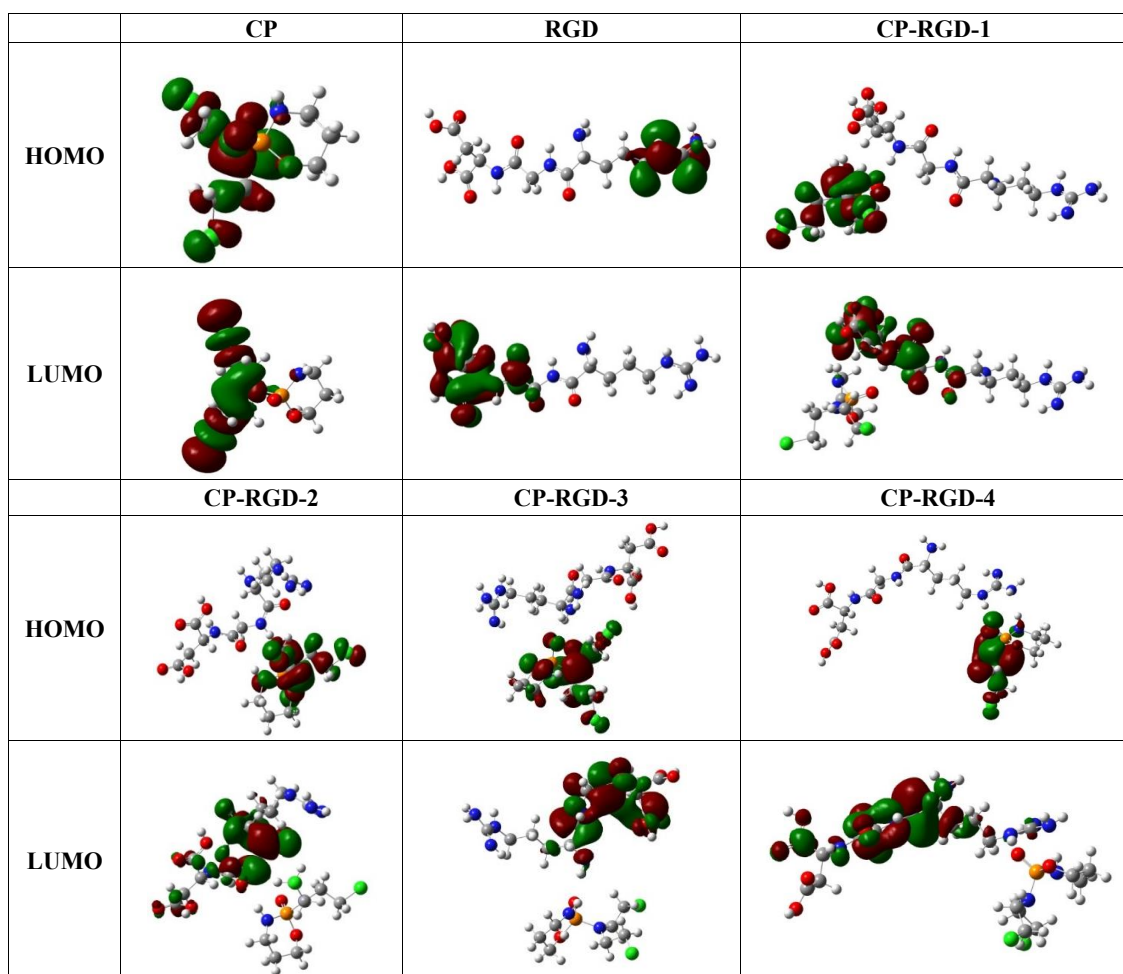 CP RGD CP-RGD-1
HOMO
LUMO
CP-RGD-2 CP-RGD-3 CP-RGD-4
HOMO
LUMO